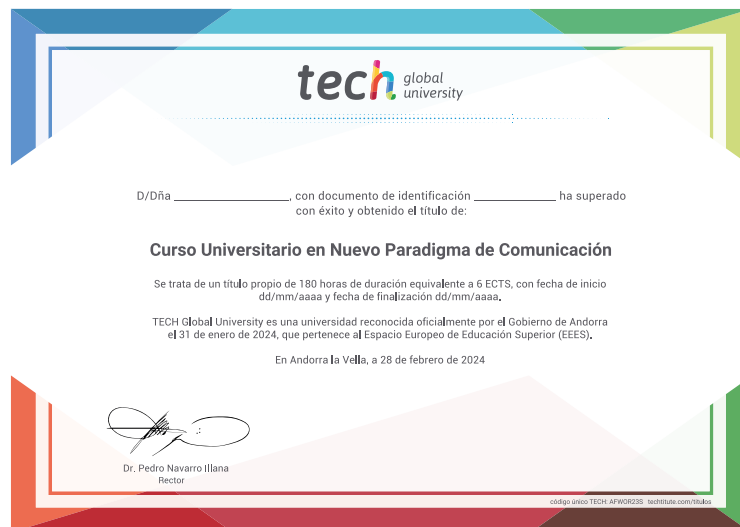 tech global university
D/Dña ______________, con documento de identificación __________ ha superado
con éxito y obtenido el título de:
Curso Universitario en Nuevo Paradigma de Comunicación
Se trata de un título propio de 180 horas de duración equivalente a 6 ECTS, con fecha de inicio
dd/mm/aaaa y fecha de finalización dd/mm/aaaa.
TECH Global University es una universidad reconocida oficialmente por el Gobierno de Andorra
el 31 de enero de 2024, que pertenece al Espacio Europeo de Educación Superior (EEES).
En Andorra la Vella, a 28 de febrero de 2024
Dr. Pedro Navarro Illana
Rector
código único TECH: AFWOR23S techtitute.com/titulos